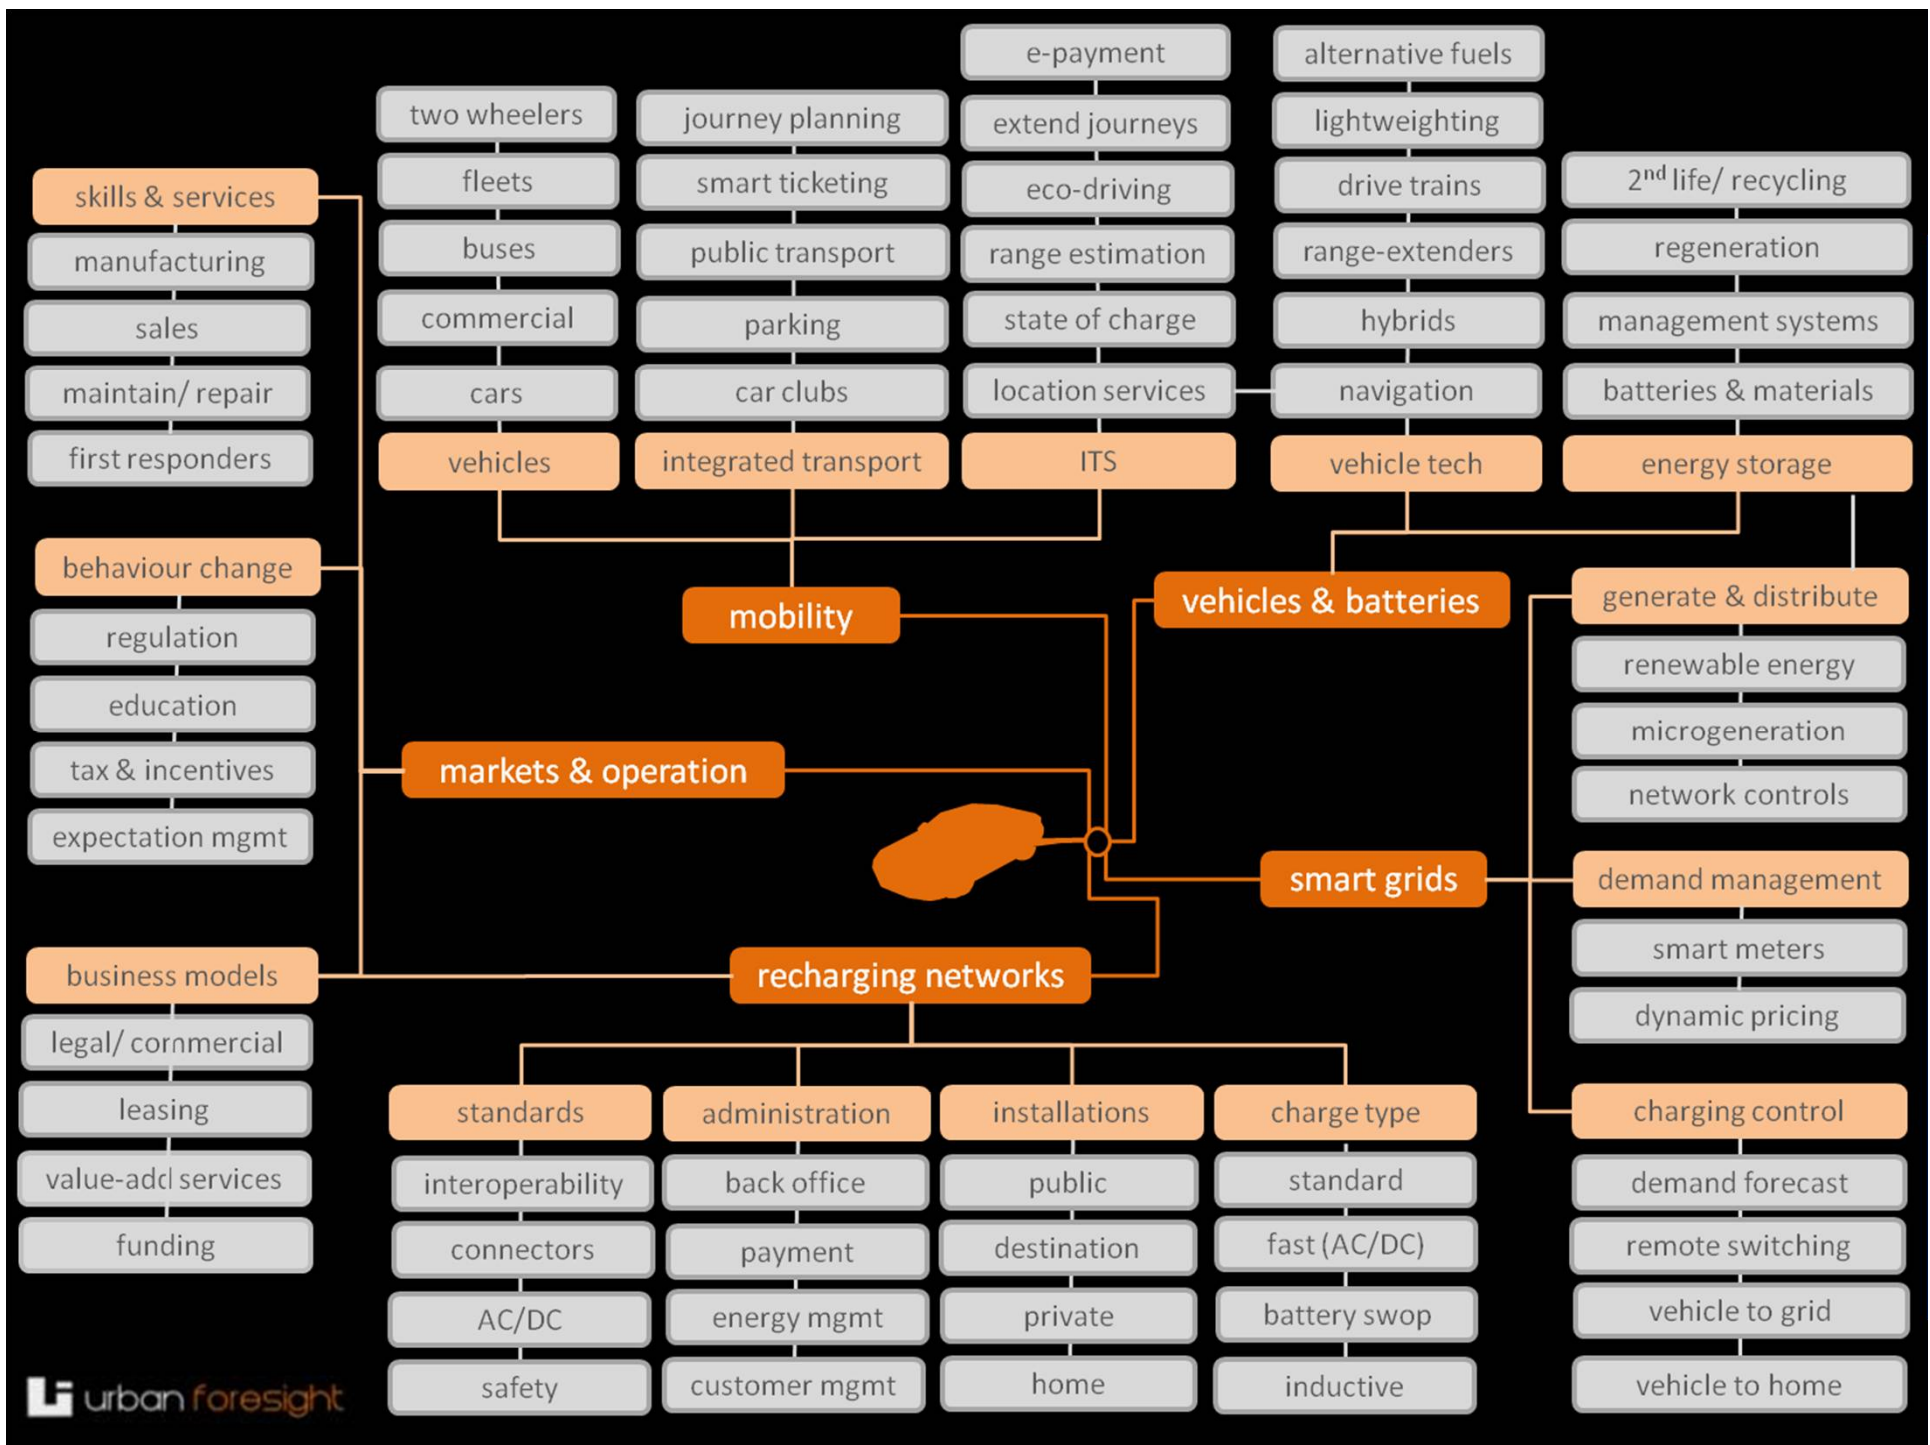 skills & services
manufacturing
sales
maintain/ repair
first responders
behaviour change
regulation
education
tax & incentives
expectation mgmt
business models
legal/ commercial
leasing
value-add services
funding
two wheelers
fleets
buses
commercial
cars
vehicles
journey planning
smart ticketing
public transport
parking
car clubs
integrated transport
e-payment
extend journeys
eco-driving
range estimation
state of charge
location services
ITS
alternative fuels
lightweighting
drive trains
range-extenders
hybrids
navigation
vehicle tech
2nd life/ recycling
regeneration
management systems
batteries & materials
energy storage
mobility
vehicles & batteries
markets & operation
smart grids
recharging networks
generate & distribute
renewable energy
microgeneration
network controls
demand management
smart meters
dynamic pricing
charging control
demand forecast
remote switching
vehicle to grid
vehicle to home
standards
interoperability
connectors
AC/DC
safety
administration
back office
payment
energy mgmt
customer mgmt
installations
public
destination
private
home
charge type
standard
fast (AC/DC)
battery swop
inductive
urban foresight